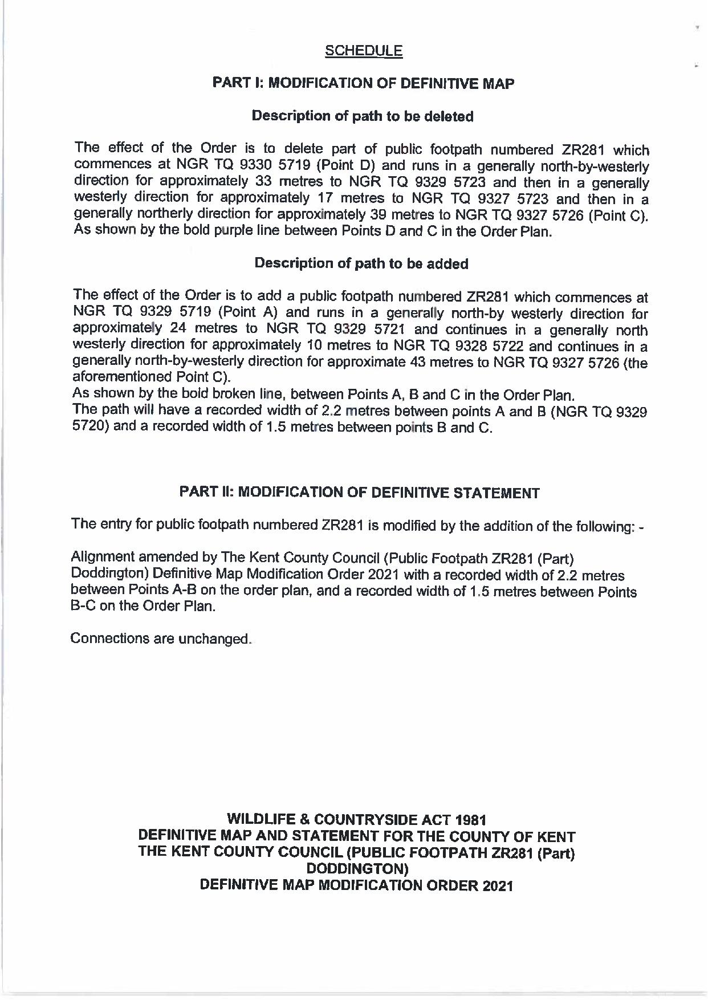 SCHEDULE
PART I: MODIFICATION OF DEFINITIVE MAP
Description of path to be deleted
The effect of the Order is to delete part of public footpath numbered ZR281 which
commences at NGR TQ 9330 5719 (Point D) and runs in a generally north-by-westerly
direction for approximately 33 metres to NGR TQ 9329 5723 and then in a generally
westerly direction for approximately 17 metres to NGR TQ 9327 5723 and then in a
generally northerly direction for approximately 39 metres to NGR TQ 9327 5726 (Point C).
As shown by the bold purple line between Points D and C in the Order Plan.
Description of path to be added
The effect of the Order is to add a public footpath numbered ZR281 which commences at
NGR TQ 9329 5719 (Point A) and runs in a generally north-by westerly direction for
approximately 24 metres to NGR TQ 9329 5721 and continues in a generally north
westerly direction for approximately 10 metres to NGR TQ 9328 5722 and continues in a
generally north-by-westerly direction for approximate 43 metres to NGR TQ 9327 5726 (the
aforementioned Point C).
As shown by the bold broken line, between Points A, B and C in the Order Plan.
The path will have a recorded width of 2.2 metres between points A and B (NGR TQ 9329
5720) and a recorded width of 1.5 metres between points B and C.
PART II: MODIFICATION OF DEFINITIVE STATEMENT
The entry for public footpath numbered ZR281 is modified by the addition of the following: -
Alignment amended by The Kent County Council (Public Footpath ZR281 (Part)
Doddington) Definitive Map Modification Order 2021 with a recorded width of 2.2 metres
between Points A-B on the order plan, and a recorded width of 1.5 metres between Points
B-C on the Order Plan.
Connections are unchanged.
WILDLIFE & COUNTRYSIDE ACT 1981
DEFINITIVE MAP AND STATEMENT FOR THE COUNTY OF KENT
THE KENT COUNTY COUNCIL (PUBLIC FOOTPATH ZR281 (Part)
DODDINGTON)
DEFINITIVE MAP MODIFICATION ORDER 2021